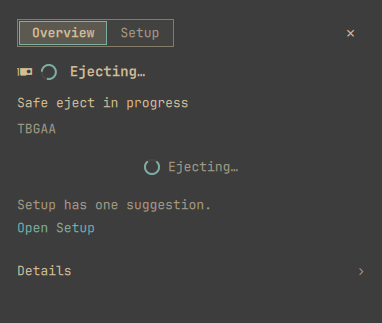 Overview Setup ×
Ejecting…
Safe eject in progress
TBGAA
Ejecting…
Setup has one suggestion.
Open Setup
Details ›